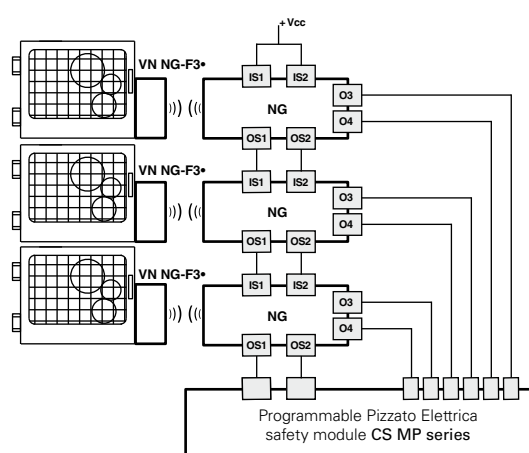 + Vcc
VN NG-F3•
IS1 IS2
O3
NG
O4
OS1 OS2
VN NG-F3•
IS1 IS2
O3
NG
O4
OS1 OS2
VN NG-F3•
IS1 IS2
O3
NG
O4
OS1 OS2
Programmable Pizzato Elettrica
safety module CS MP series